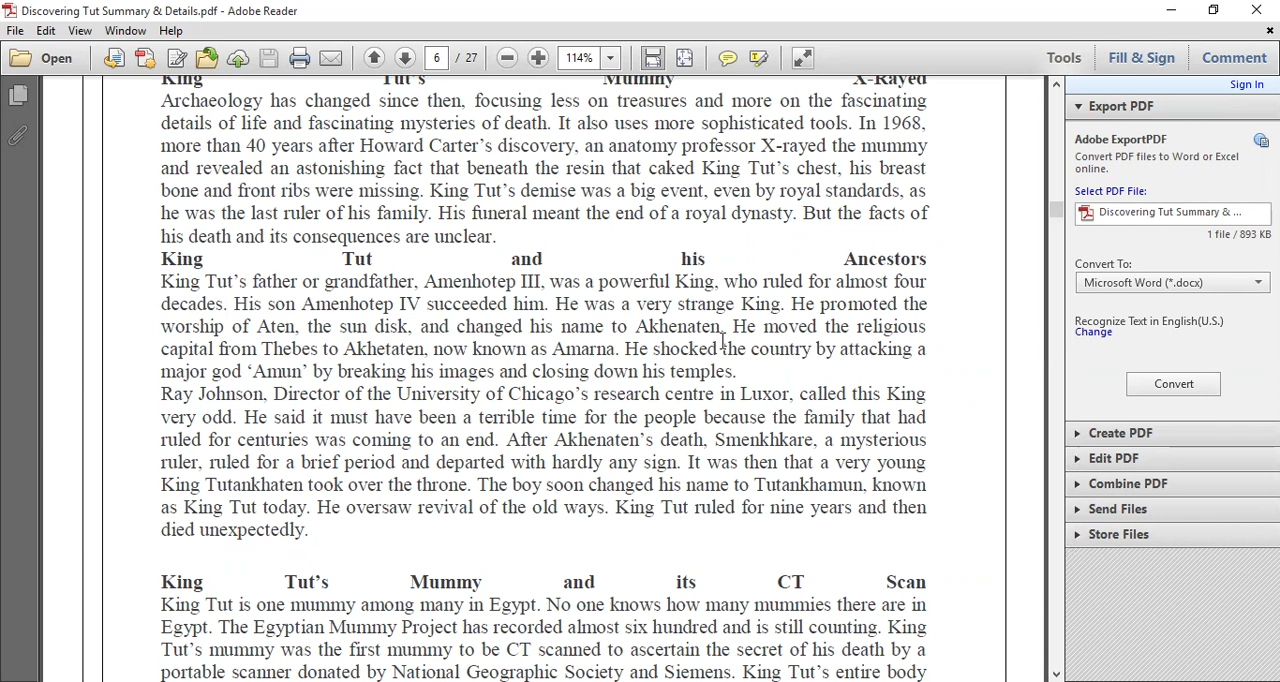 Discovering Tut Summary & Details.pdf - Adobe Reader
File Edit View Window Help
Open 6 / 27 114% Tools Fill & Sign Comment
Sign In
King Tut's Mummy X-Rayed
Archaeology has changed since then, focusing less on treasures and more on the fascinating
details of life and fascinating mysteries of death. It also uses more sophisticated tools. In 1968,
more than 40 years after Howard Carter's discovery, an anatomy professor X-rayed the mummy
and revealed an astonishing fact that beneath the resin that caked King Tut's chest, his breast
bone and front ribs were missing. King Tut's demise was a big event, even by royal standards, as
he was the last ruler of his family. His funeral meant the end of a royal dynasty. But the facts of
his death and its consequences are unclear.
King Tut and his Ancestors
King Tut's father or grandfather, Amenhotep III, was a powerful King, who ruled for almost four
decades. His son Amenhotep IV succeeded him. He was a very strange King. He promoted the
worship of Aten, the sun disk, and changed his name to Akhenaten. He moved the religious
capital from Thebes to Akhetaten, now known as Amarna. He shocked the country by attacking a
major god ‘Amun’ by breaking his images and closing down his temples.
Ray Johnson, Director of the University of Chicago's research centre in Luxor, called this King
very odd. He said it must have been a terrible time for the people because the family that had
ruled for centuries was coming to an end. After Akhenaten's death, Smenkhkare, a mysterious
ruler, ruled for a brief period and departed with hardly any sign. It was then that a very young
King Tutankhaten took over the throne. The boy soon changed his name to Tutankhamun, known
as King Tut today. He oversaw revival of the old ways. King Tut ruled for nine years and then
died unexpectedly.
King Tut's Mummy and its CT Scan
King Tut is one mummy among many in Egypt. No one knows how many mummies there are in
Egypt. The Egyptian Mummy Project has recorded almost six hundred and is still counting. King
Tut's mummy was the first mummy to be CT scanned to ascertain the secret of his death by a
portable scanner donated by National Geographic Society and Siemens. King Tut's entire body
Export PDF
Adobe ExportPDF
Convert PDF files to Word or Excel
online.
Select PDF File:
Discovering Tut Summary & ...
1 file / 893 KB
Convert To:
Microsoft Word (*.docx)
Recognize Text in English(U.S.)
Change
Convert
Create PDF
Edit PDF
Combine PDF
Send Files
Store Files